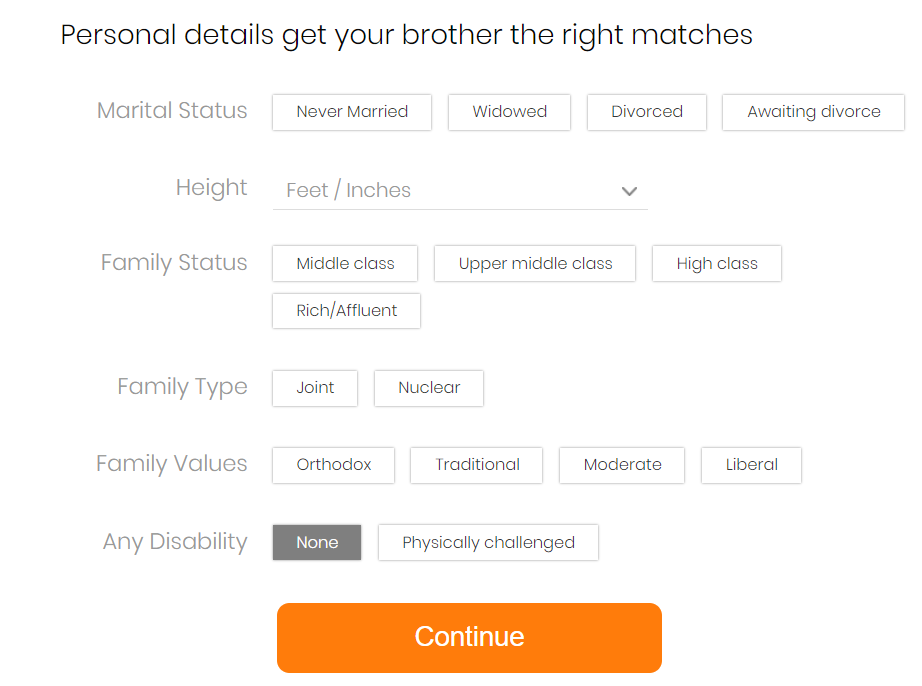 Personal details get your brother the right matches
Marital Status Never Married Widowed Divorced Awaiting divorce
Height Feet / Inches
Family Status Middle class Upper middle class High class
Rich/Affluent
Family Type Joint Nuclear
Family Values Orthodox Traditional Moderate Liberal
Any Disability None Physically challenged
Continue